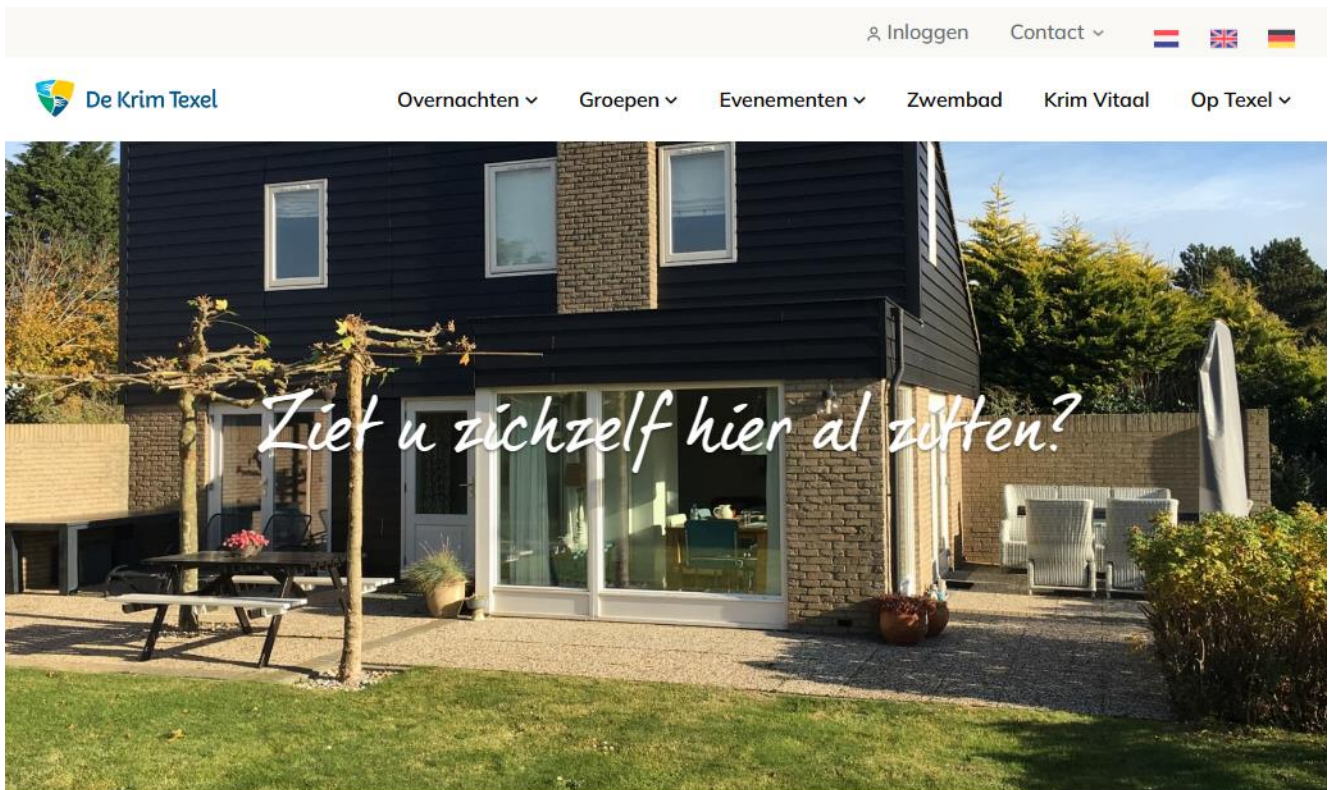 Inloggen Contact
De Krim Texel Overnachten Groepen Evenementen Zwembad Krim Vitaal Op Texel
Ziet u zichzelf hier al zitten?